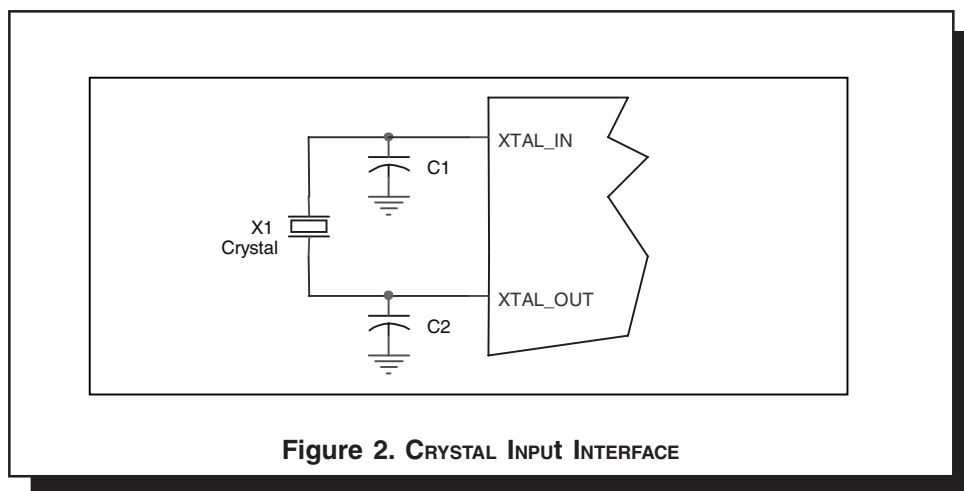 XTAL_IN
C1
X1
Crystal
XTAL_OUT
C2
Figure 2. CRYSTAL INPUt INTERFACE